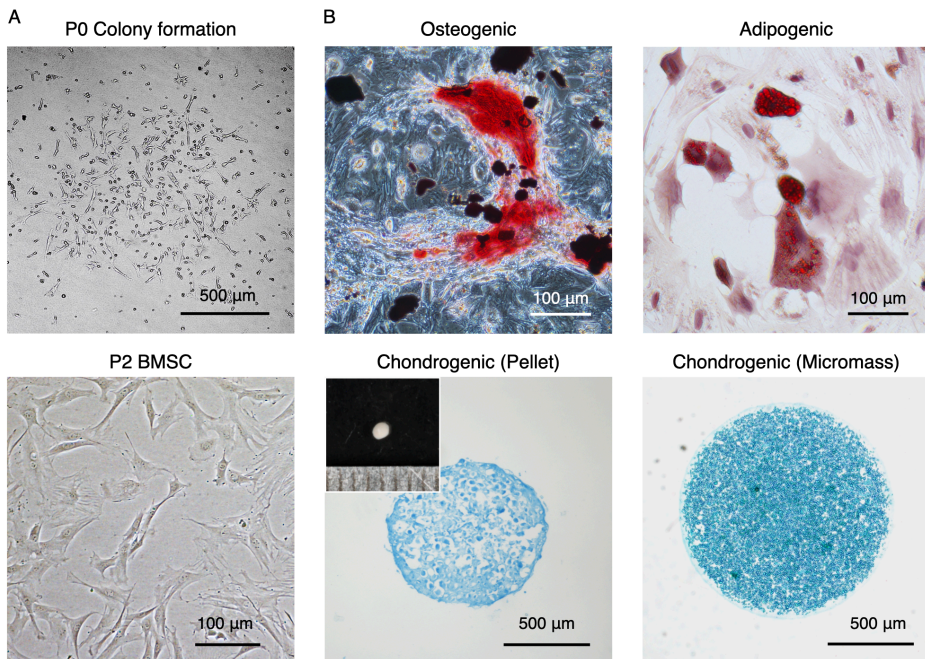 A
P0 Colony formation
500 µm
B
Osteogenic
100 µm
Adipogenic
100 µm
P2 BMSC
100 µm
Chondrogenic (Pellet)
500 µm
Chondrogenic (Micromass)
500 µm